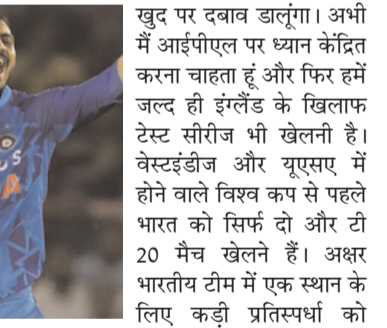 खुद पर दबाव डालूंगा। अभी
मैं आईपीएल पर ध्यान केंद्रित
करना चाहता हूं और फिर हमें
जल्द ही इंग्लैंड के खिलाफ
टेस्ट सीरीज भी खेलनी है।
वेस्टइंडीज और यूएसए में
होने वाले विश्व कप से पहले
भारत को सिर्फ दो और टी
20 मैच खेलने हैं। अक्षर
भारतीय टीम में एक स्थान के
लिए कड़ी प्रतिस्पर्धा को